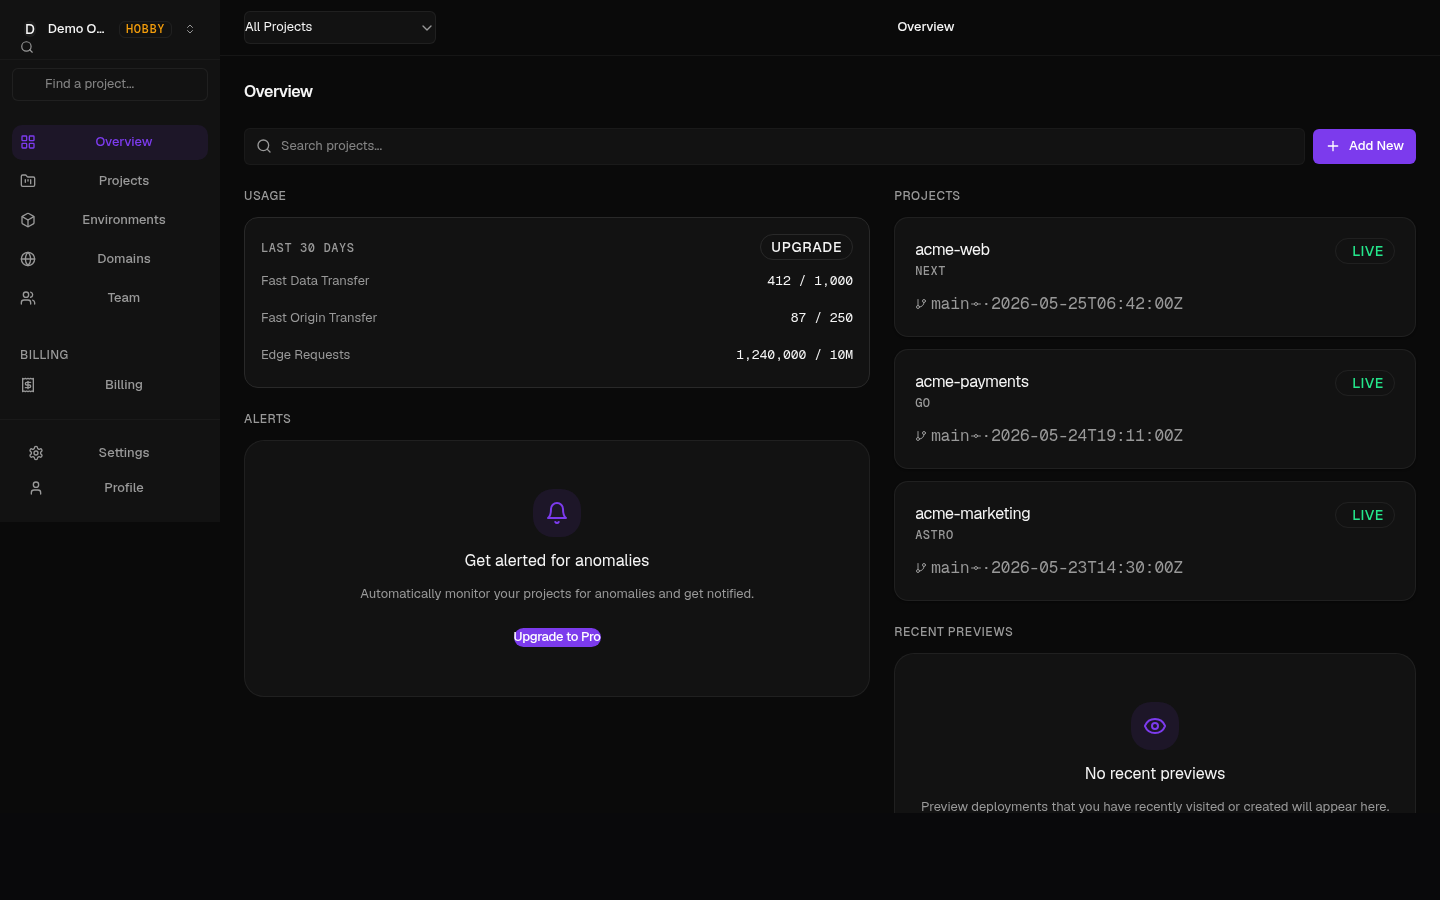 D Demo O... HOBBY
Find a project...
Overview
Projects
Environments
Domains
Team
BILLING
Billing
Settings
Profile
All Projects
Overview
Overview
Search projects...
Add New
USAGE
LAST 30 DAYS UPGRADE
Fast Data Transfer 412 / 1,000
Fast Origin Transfer 87 / 250
Edge Requests 1,240,000 / 10M
ALERTS
Get alerted for anomalies
Automatically monitor your projects for anomalies and get notified.
Upgrade to Pro
PROJECTS
acme-web LIVE
NEXT
main · 2026-05-25T06:42:00Z
acme-payments LIVE
GO
main · 2026-05-24T19:11:00Z
acme-marketing LIVE
ASTRO
main · 2026-05-23T14:30:00Z
RECENT PREVIEWS
No recent previews
Preview deployments that you have recently visited or created will appear here.